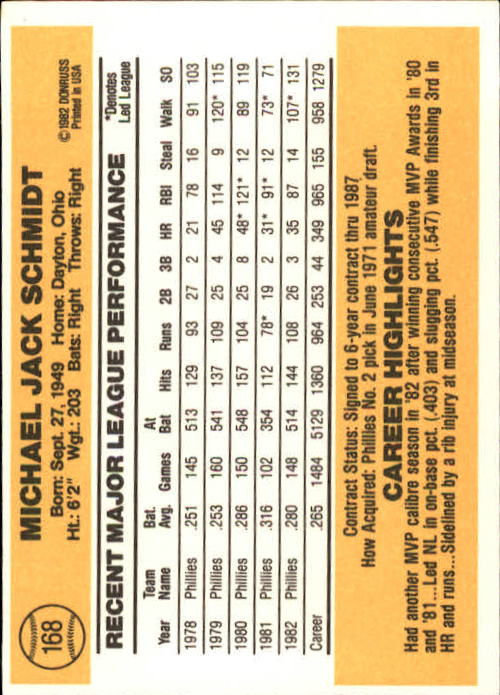 168
MICHAEL JACK SCHMIDT
Born: Sept. 27, 1949 Home: Dayton, Ohio
Ht.: 6'2" Wgt.: 203 Bats: Right Throws: Right
©1982 DONRUSS
Printed in USA
RECENT MAJOR LEAGUE PERFORMANCE
*Denotes
Led League
Year Team Name Bat. Avg. Games At Bat Hits Runs 2B 3B HR RBI Steal Walk SO
1978 Phillies .251 145 513 129 93 27 2 21 78 16 91 103
1979 Phillies .253 160 541 137 109 25 4 45 114 9 120* 115
1980 Phillies .286 150 548 157 104 25 8 48* 121* 12 89 119
1981 Phillies .316 102 354 112 78* 19 2 31* 91* 12 73* 71
1982 Phillies .280 148 514 144 108 26 3 35 87 14 107* 131
Career .265 1484 5129 1360 964 253 44 349 965 155 958 1279
Contract Status: Signed to 6-year contract thru 1987
How Acquired: Phillies No. 2 pick in June 1971 amateur draft.
CAREER HIGHLIGHTS
Had another MVP calibre season in '82 after winning consecutive MVP Awards in '80
and '81...Led NL in on-base pct. (.403) and slugging pct. (.547) while finishing 3rd in
HR and runs...Sidelined by a rib injury at midseason.